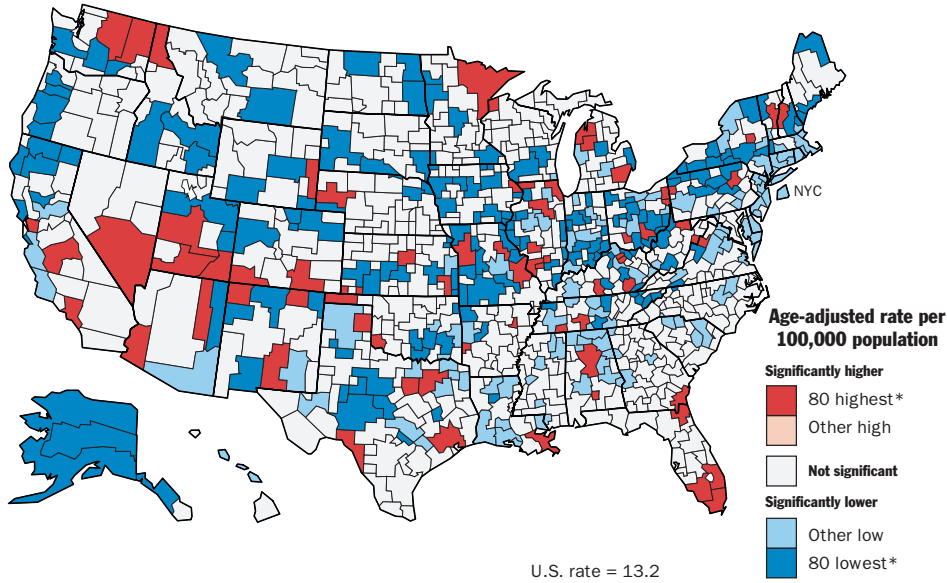 NYC
Age-adjusted rate per
100,000 population
Significantly higher
80 highest*
Other high
Not significant
Significantly lower
Other low
80 lowest*
U.S. rate = 13.2